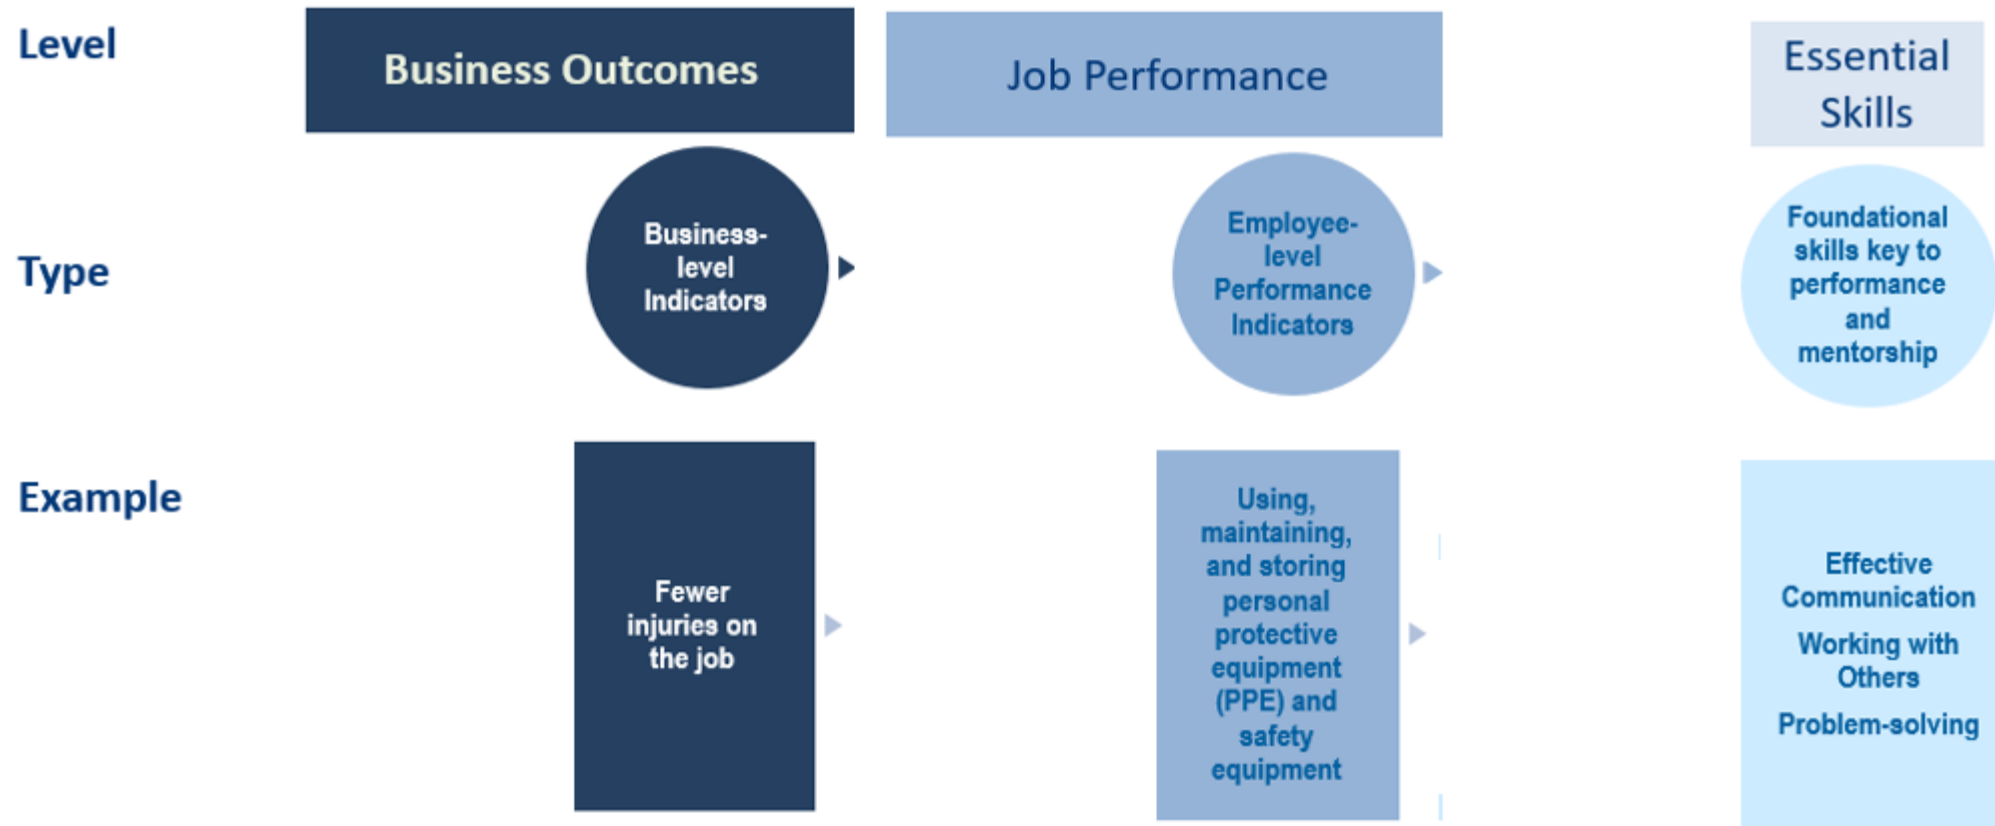 Level
Business Outcomes
Job Performance
Essential
Skills
Type
Business-
level
Indicators
Employee-
level
Performance
Indicators
Foundational
skills key to
performance
and
mentorship
Example
Fewer
injuries on
the job
Using,
maintaining,
and storing
personal
protective
equipment
(PPE) and
safety
equipment
Effective
Communication
Working with
Others
Problem-solving